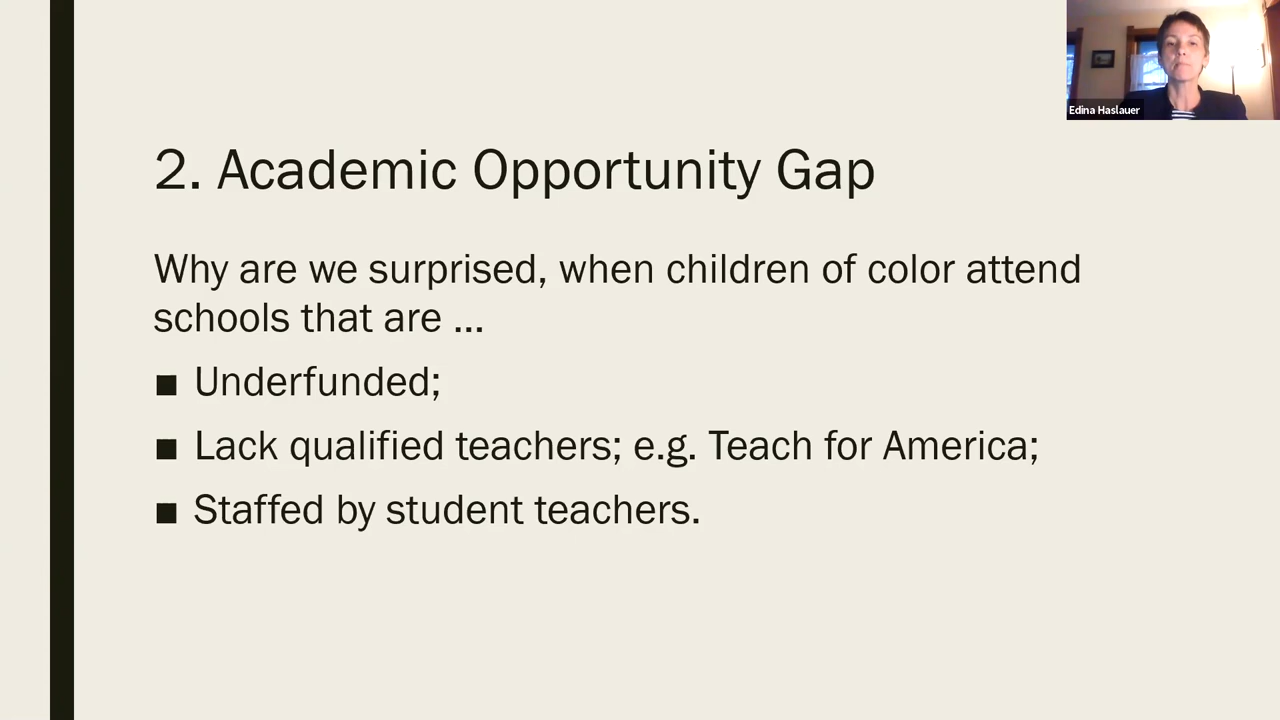 Edina Haslauer
2. Academic Opportunity Gap
Why are we surprised, when children of color attend
schools that are ...
■ Underfunded;
■ Lack qualified teachers; e.g. Teach for America;
■ Staffed by student teachers.